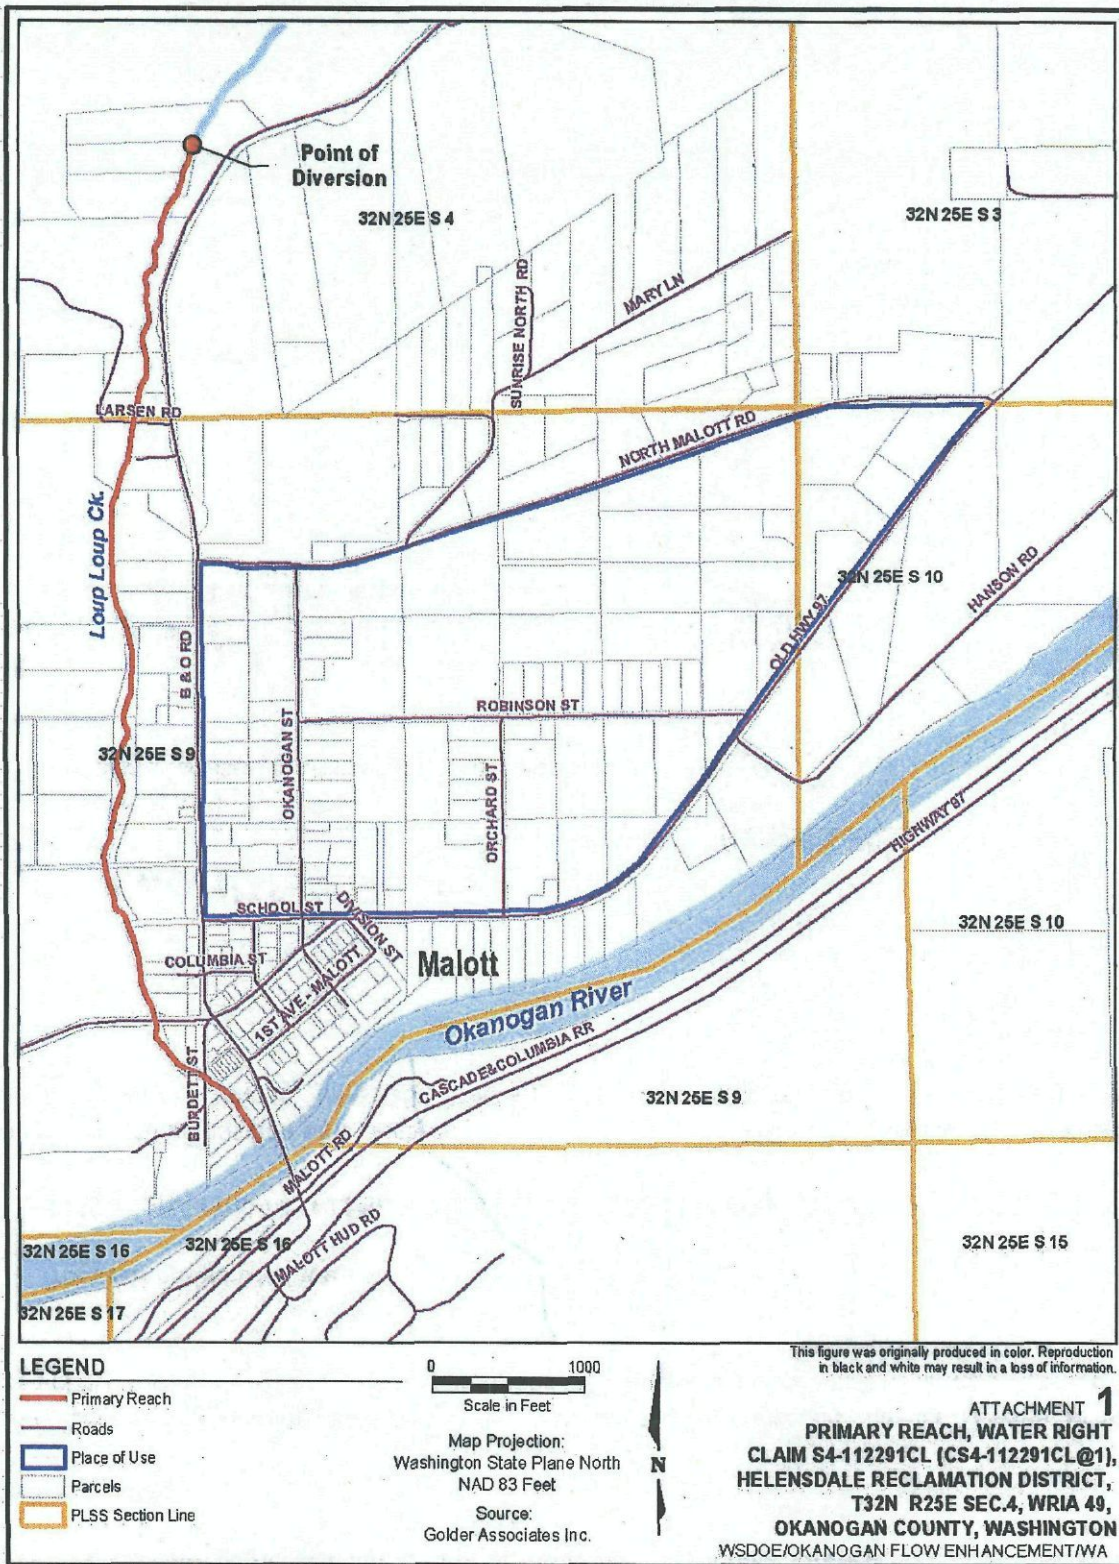 Point of
Diversion
32N 25E S 4
32N 25E S 3
SUNRISE NORTH RD
MARY LN
LARSEN RD
NORTH MALOTT RD
Loup Loup Ck.
32N 25E S 10
HANSON RD
B & O RD
OLD HWY 97
OKANOGAN ST
ROBINSON ST
32N 25E S 9
ORCHARD ST
HIGHWAY 97
SCHOOL ST
DIVISION ST
COLUMBIA ST
Malott
32N 25E S 10
1ST AVE - MALOTT
Okanogan River
CASCADE&COLUMBIA RR
BURDETT ST
32N 25E S 9
MALOTT RD
MALOTT HUD RD
32N 25E S 16
32N 25E S 16
32N 25E S 15
32N 25E S 17
LEGEND
Primary Reach
Roads
Place of Use
Parcels
PLSS Section Line
0 1000
Scale in Feet
Map Projection:
Washington State Plane North
NAD 83 Feet
Source:
Golder Associates Inc.
N
This figure was originally produced in color. Reproduction
in black and white may result in a loss of information.
ATTACHMENT 1
PRIMARY REACH, WATER RIGHT
CLAIM S4-112291CL (CS4-112291CL@1),
HELENSDALE RECLAMATION DISTRICT,
T32N R25E SEC.4, WRIA 49,
OKANOGAN COUNTY, WASHINGTON
WSDOE/OKANOGAN FLOW ENHANCEMENT/WA